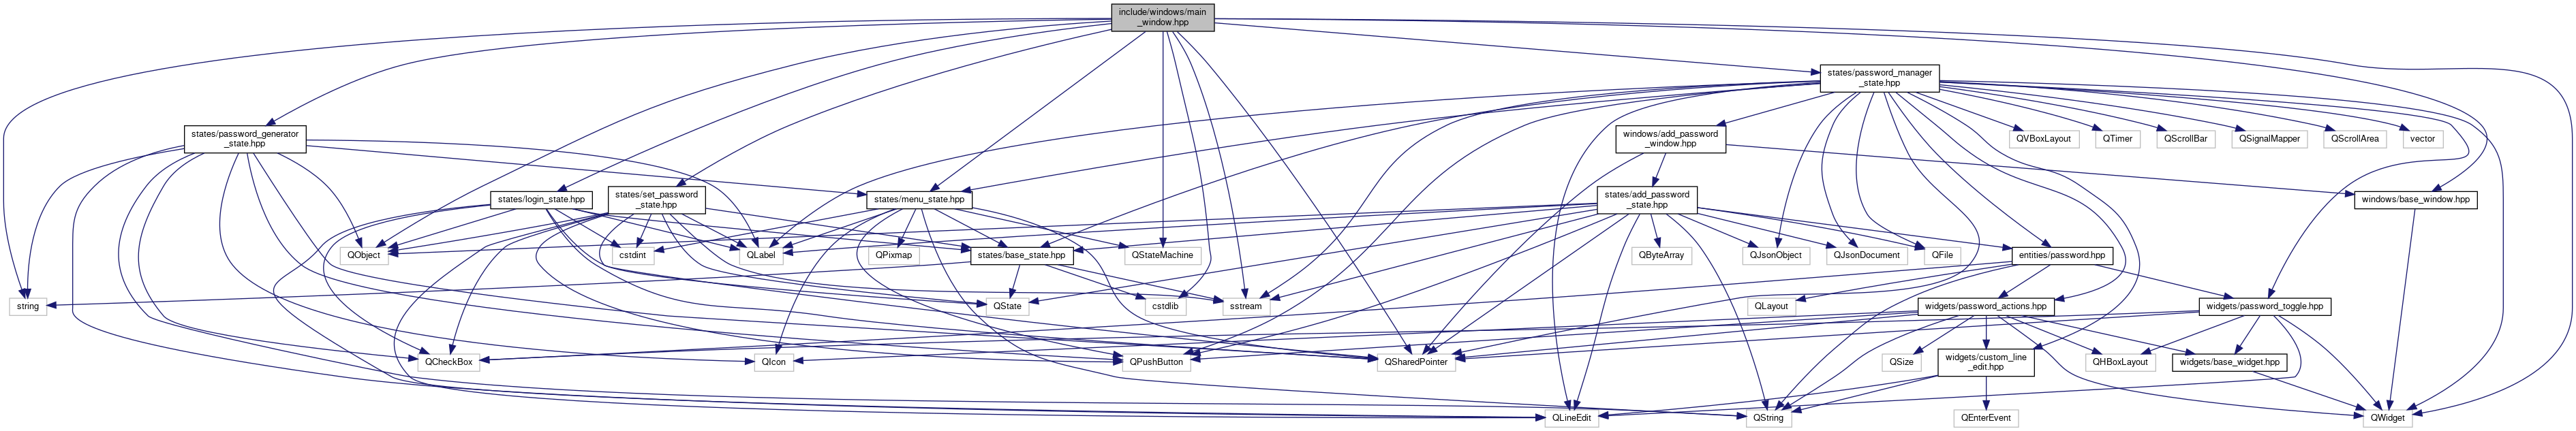 include/windows/main
_window.hpp
states/password_manager
_state.hpp
states/password_generator
_state.hpp
windows/add_password
_window.hpp
QVBoxLayout
QTimer
QScrollBar
QSignalMapper
QScrollArea
vector
states/login_state.hpp
states/set_password
_state.hpp
states/menu_state.hpp
states/add_password
_state.hpp
windows/base_window.hpp
QObject
cstdint
QLabel
QPixmap
states/base_state.hpp
QStateMachine
QByteArray
QJsonObject
QJsonDocument
QFile
entities/password.hpp
string
QState
cstdlib
sstream
QLayout
widgets/password_actions.hpp
widgets/password_toggle.hpp
QCheckBox
QIcon
QPushButton
QSharedPointer
QSize
widgets/custom_line
_edit.hpp
QHBoxLayout
widgets/base_widget.hpp
QLineEdit
QString
QEnterEvent
QWidget